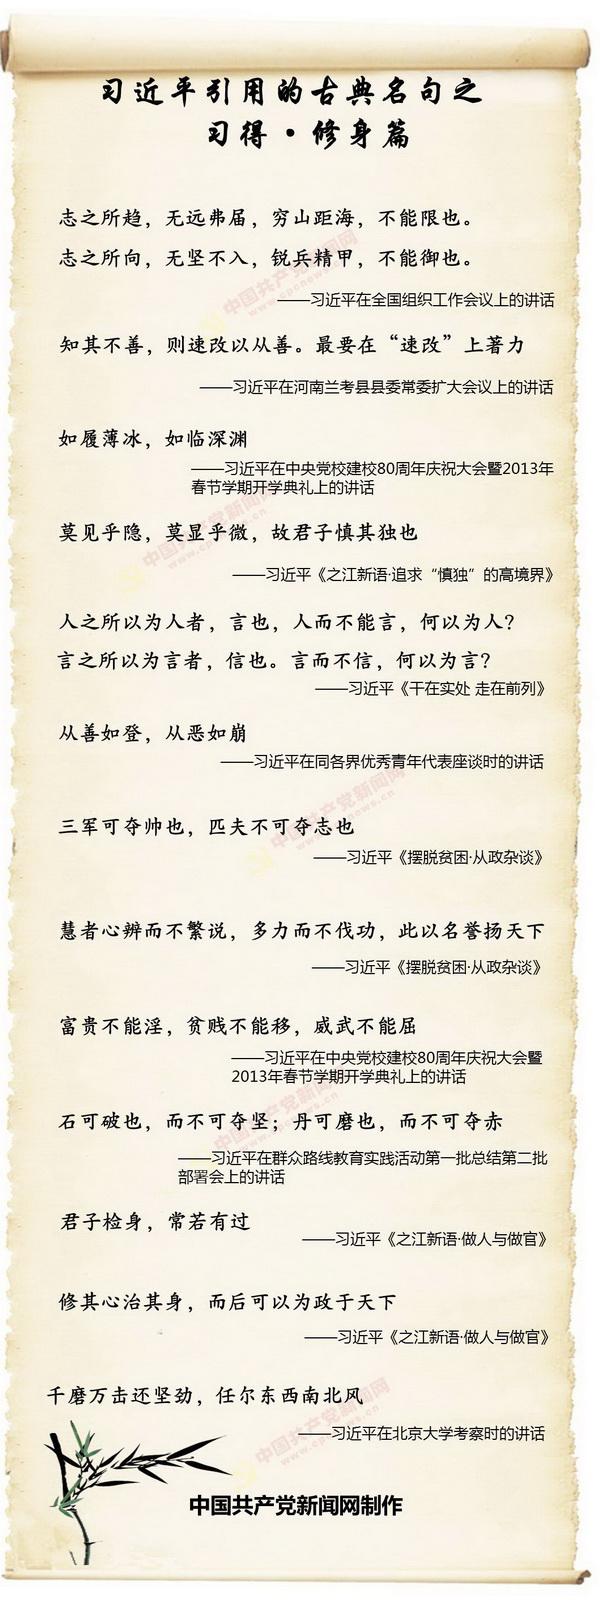 习近平引用的古典名句之
习得·修身篇
志之所趋，无远弗届，穷山距海，不能限也。
志之所向，无坚不入，锐兵精甲，不能御也。
——习近平在全国组织工作会议上的讲话
知其不善，则速改以从善。最要在“速改”上著力
——习近平在河南兰考县县委常委扩大会议上的讲话
如履薄冰，如临深渊
——习近平在中央党校建校80周年庆祝大会暨2013年
春节学期开学典礼上的讲话
莫见乎隐，莫显乎微，故君子慎其独也
——习近平《之江新语·追求“慎独”的高境界》
人之所以为人者，言也，人而不能言，何以为人？
言之所以为言者，信也。言而不信，何以为言？
——习近平《干在实处 走在前列》
从善如登，从恶如崩
——习近平在同各界优秀青年代表座谈时的讲话
三军可夺帅也，匹夫不可夺志也
——习近平《摆脱贫困·从政杂谈》
慧者心辨而不繁说，多力而不伐功，此以名誉扬天下
——习近平《摆脱贫困·从政杂谈》
富贵不能淫，贫贱不能移，威武不能屈
——习近平在中央党校建校80周年庆祝大会暨
2013年春节学期开学典礼上的讲话
石可破也，而不可夺坚；丹可磨也，而不可夺赤
——习近平在群众路线教育实践活动第一批总结第二批
部署会上的讲话
君子检身，常若有过
——习近平《之江新语·做人与做官》
修其心治其身，而后可以为政于天下
——习近平《之江新语·做人与做官》
千磨万击还坚劲，任尔东西南北风
——习近平在北京大学考察时的讲话
中国共产党新闻网制作
中国共产党新闻网
www.cpcnews.cn